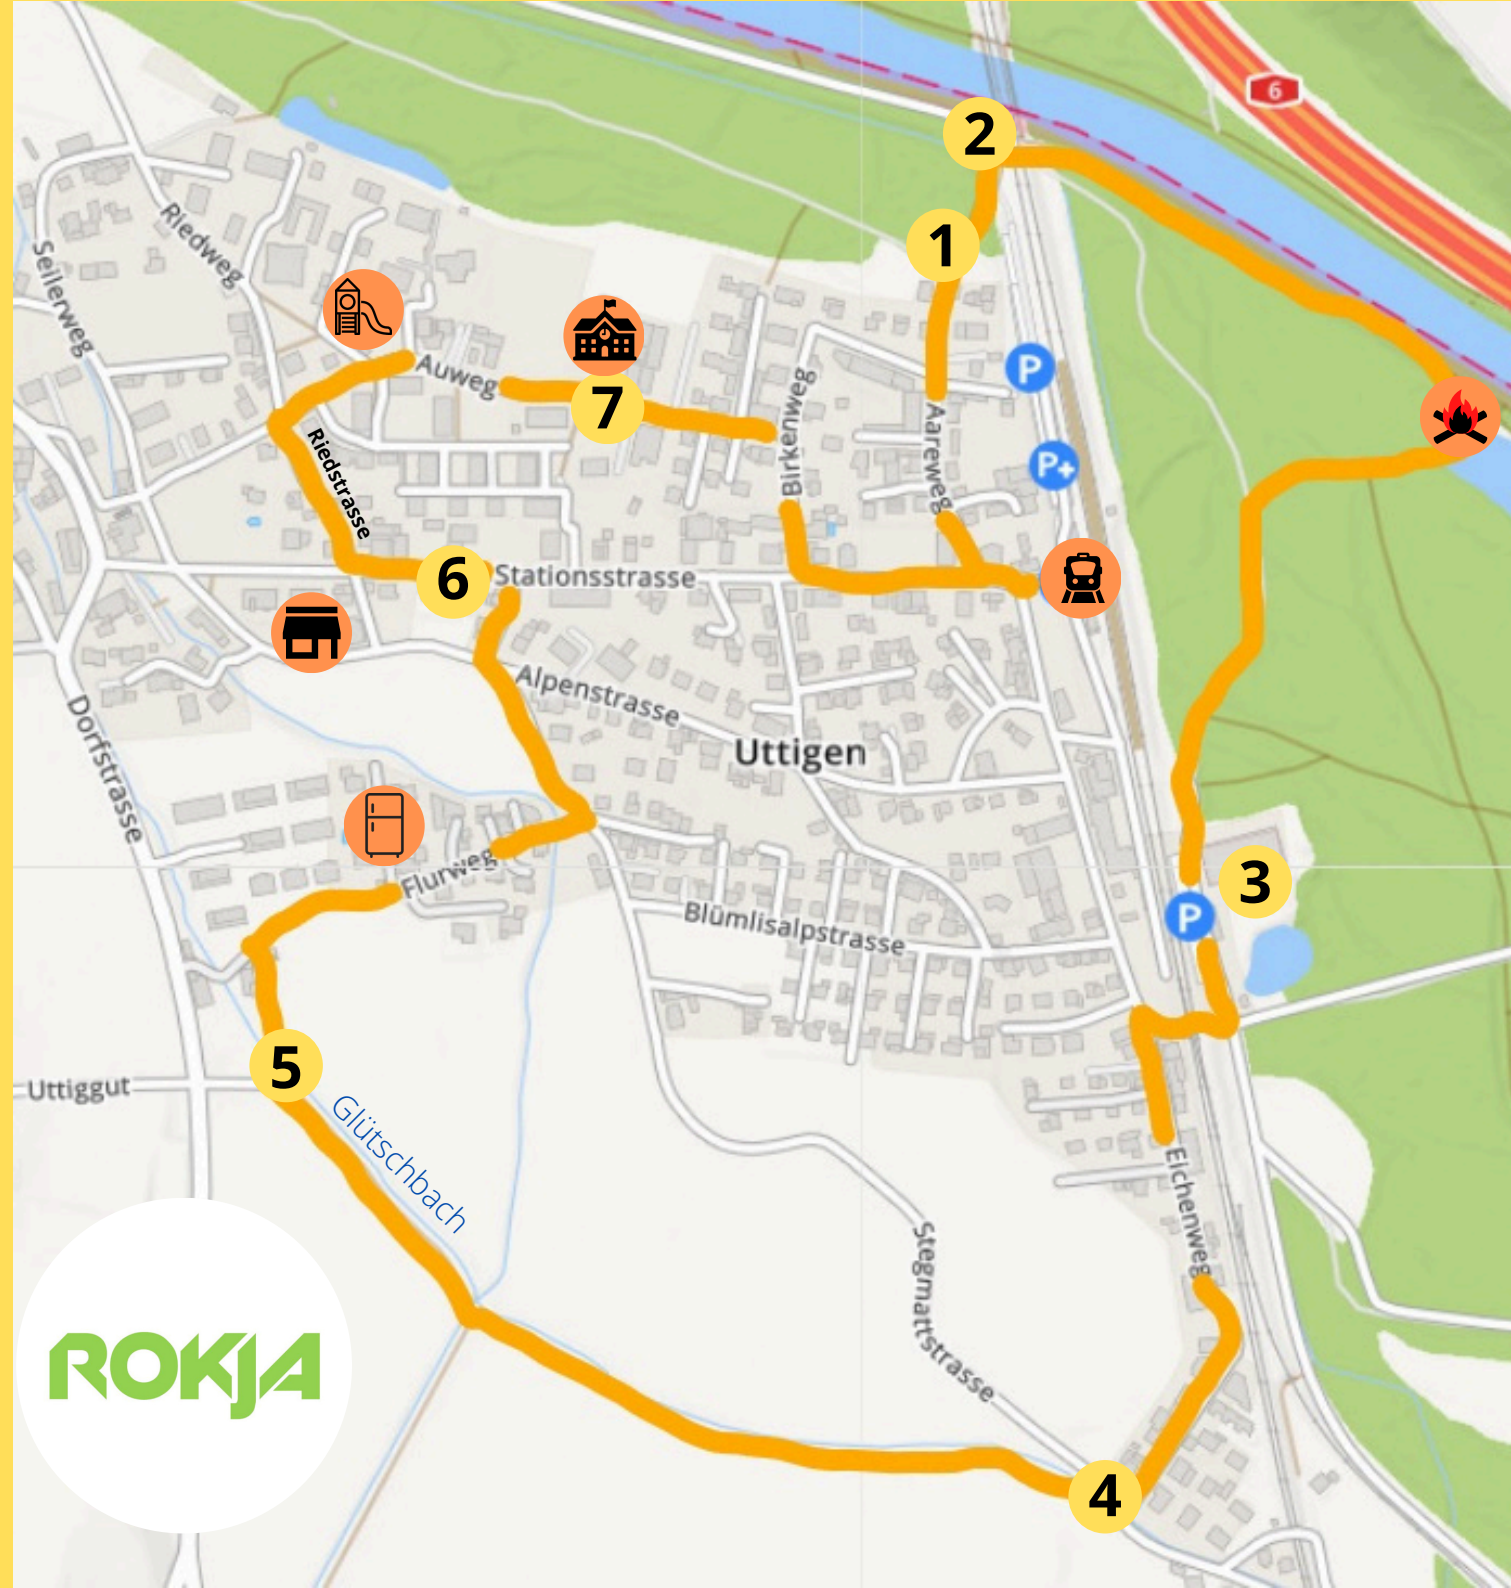 6
2
1
Riedweg
Seilerweg
Auweg
7
Birkenweg
Aareweg
P
P+
Riedstrasse
6
Stationsstrasse
Alpenstrasse
Uttigen
Dorfstrasse
Flurweg
Blümlisalpstrasse
3
P
5
Uttiggut
Glütschbach
Eichenweg
Stegmattstrasse
ROKJA
4